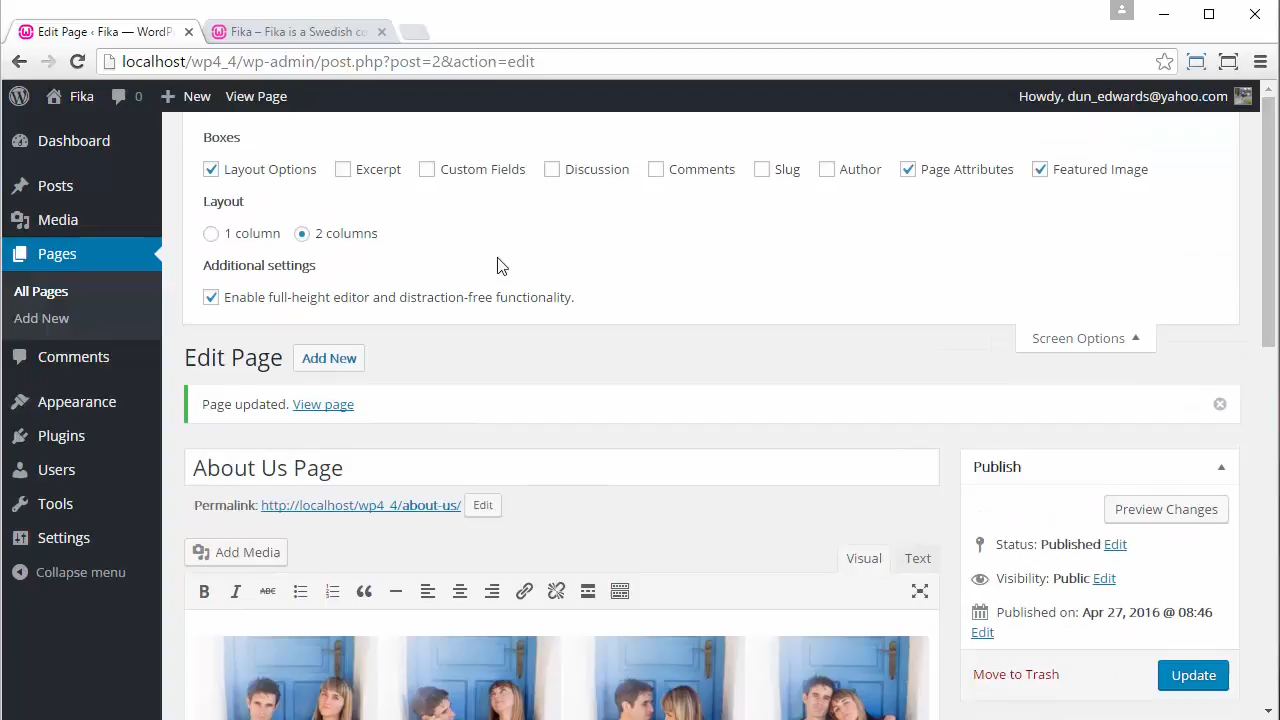 Edit Page ‹ Fika — WordP
Fika – Fika is a Swedish co
localhost/wp4_4/wp-admin/post.php?post=2&action=edit
Fika 0 New View Page Howdy, dun_edwards@yahoo.com
Dashboard
Posts
Media
Pages
All Pages
Add New
Comments
Appearance
Plugins
Users
Tools
Settings
Collapse menu
Boxes
Layout Options Excerpt Custom Fields Discussion Comments Slug Author Page Attributes Featured Image
Layout
1 column 2 columns
Additional settings
Enable full-height editor and distraction-free functionality.
Screen Options
Edit Page Add New
Page updated. View page
About Us Page
Permalink: http://localhost/wp4_4/about-us/ Edit
Add Media
Visual Text
B I ABC
Publish
Preview Changes
Status: Published Edit
Visibility: Public Edit
Published on: Apr 27, 2016 @ 08:46
Edit
Move to Trash Update